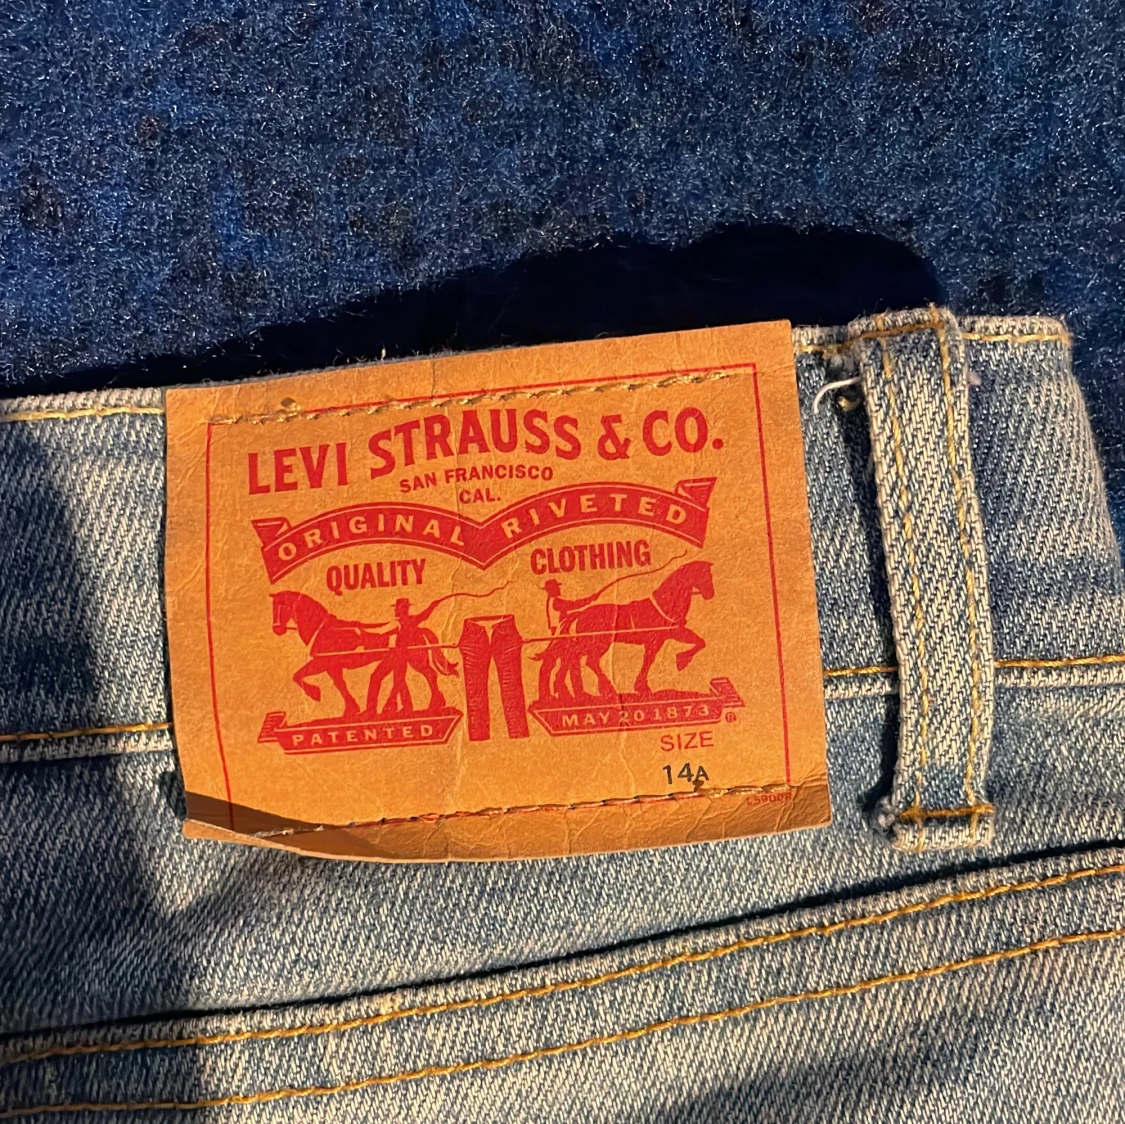 LEVI STRAUSS & CO.
SAN FRANCISCO
CAL.
ORIGINAL RIVETED
QUALITY CLOTHING
PATENTED MAY 20 1873 ®
SIZE
14A